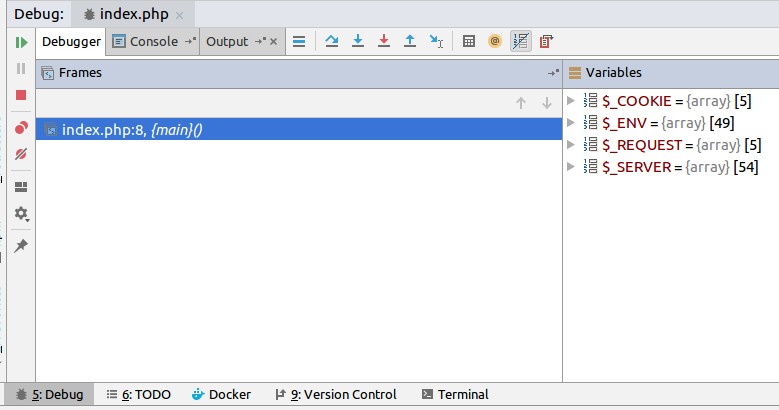 Debug: index.php
Debugger Console Output
Frames
Variables
index.php:8, {main}()
$_COOKIE = {array} [5]
$_ENV = {array} [49]
$_REQUEST = {array} [5]
$_SERVER = {array} [54]
5: Debug 6: TODO Docker 9: Version Control Terminal